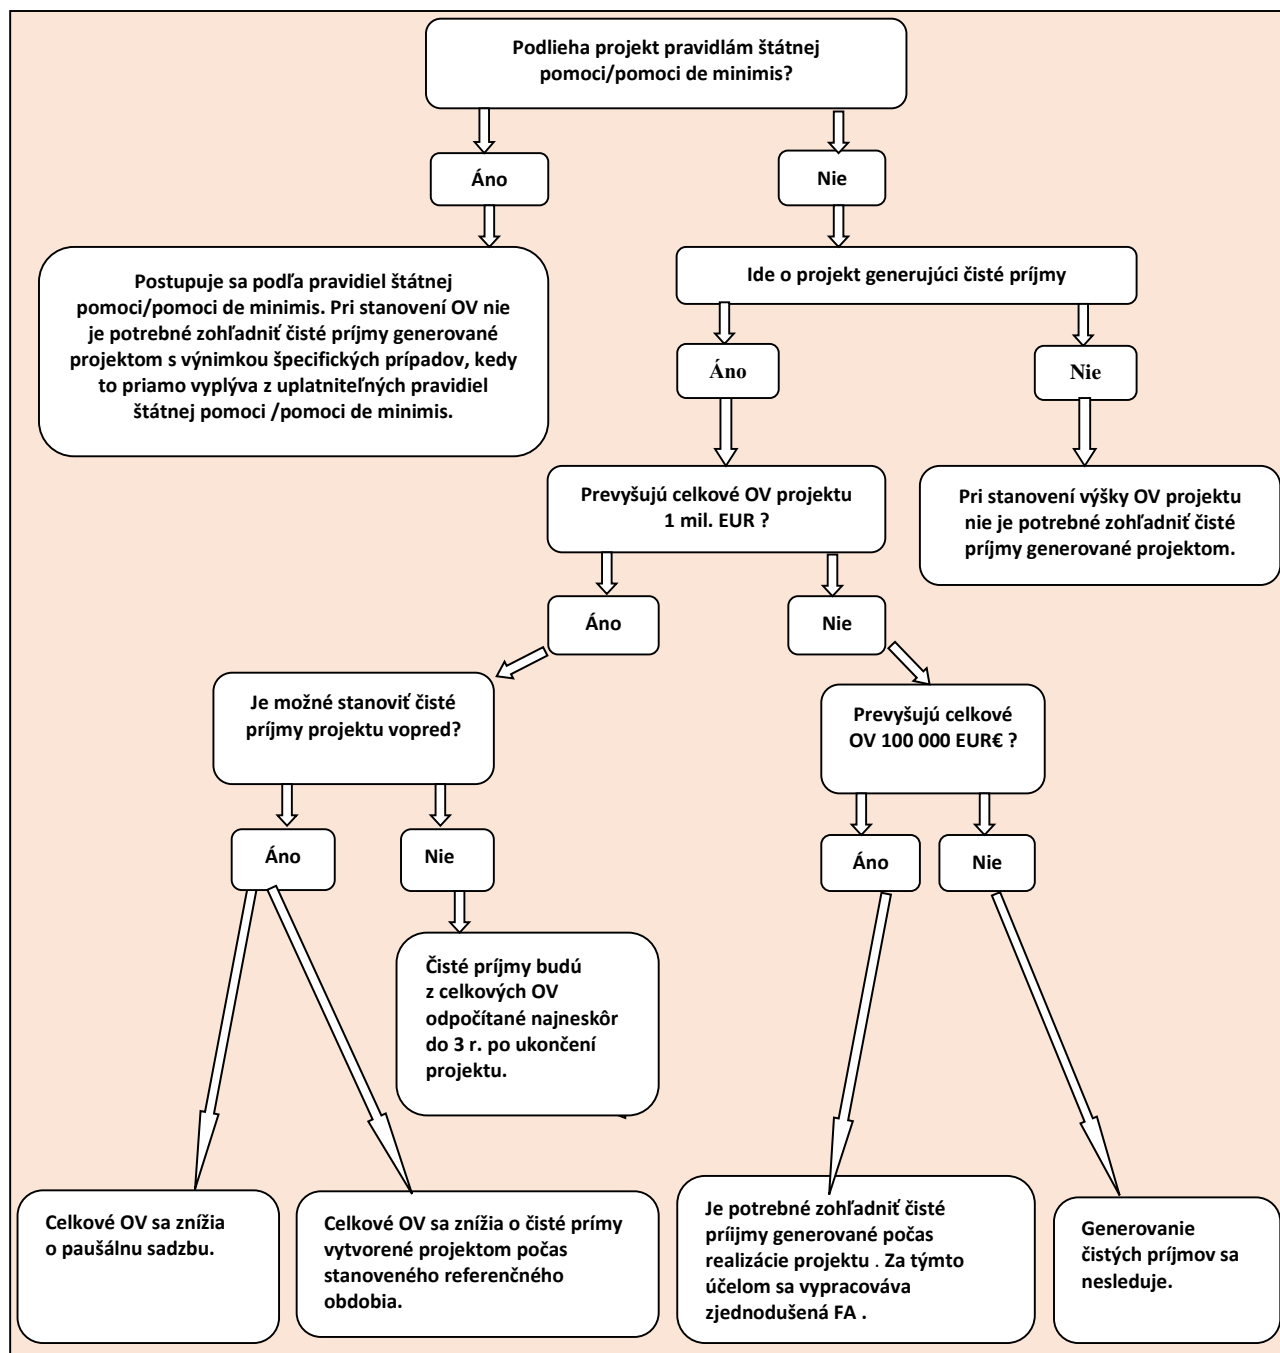 Podlieha projekt pravidlám štátnej
pomoci/pomoci de minimis?
Áno
Nie
Postupuje sa podľa pravidiel štátnej
pomoci/pomoci de minimis. Pri stanovení OV nie
je potrebné zohľadniť čisté príjmy generované
projektom s výnimkou špecifických prípadov, kedy
to priamo vyplýva z uplatniteľných pravidiel
štátnej pomoci /pomoci de minimis.
Ide o projekt generujúci čisté príjmy
Áno
Nie
Prevyšujú celkové OV projektu
1 mil. EUR ?
Pri stanovení výšky OV projektu
nie je potrebné zohľadniť čisté
príjmy generované projektom.
Áno
Nie
Je možné stanoviť čisté
príjmy projektu vopred?
Prevyšujú celkové
OV 100 000 EUR€ ?
Áno
Nie
Áno
Nie
Čisté príjmy budú
z celkových OV
odpočítané najneskôr
do 3 r. po ukončení
projektu.
Celkové OV sa znížia
o paušálnu sadzbu.
Celkové OV sa znížia o čisté prímy
vytvorené projektom počas
stanoveného referenčného
obdobia.
Je potrebné zohľadniť čisté
príijmy generované počas
realizácie projektu . Za týmto
účelom sa vypracováva
zjednodušená FA .
Generovanie
čistých príjmov sa
nesleduje.